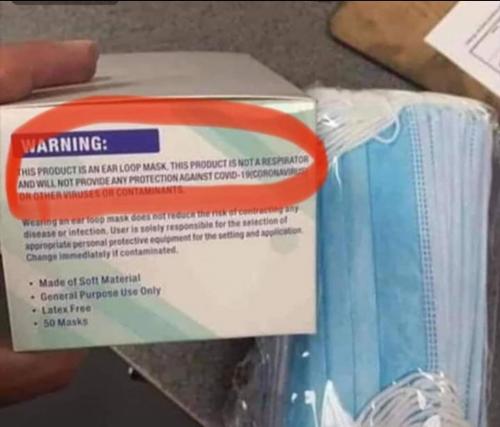 WARNING:
THIS PRODUCT IS AN EAR LOOP MASK. THIS PRODUCT IS NOT A RESPIRATOR
AND WILL NOT PROVIDE ANY PROTECTION AGAINST COVID-19(CORONAVIRUS)
OR OTHER VIRUSES OR CONTAMINANTS.
Wearing an ear loop mask does not reduce the risk of contracting any
disease or infection. User is solely responsible for the selection of
appropriate personal protective equipment for the setting and application.
Change immediately if contaminated.
• Made of Soft Material
• General Purpose Use Only
• Latex Free
• 50 Masks